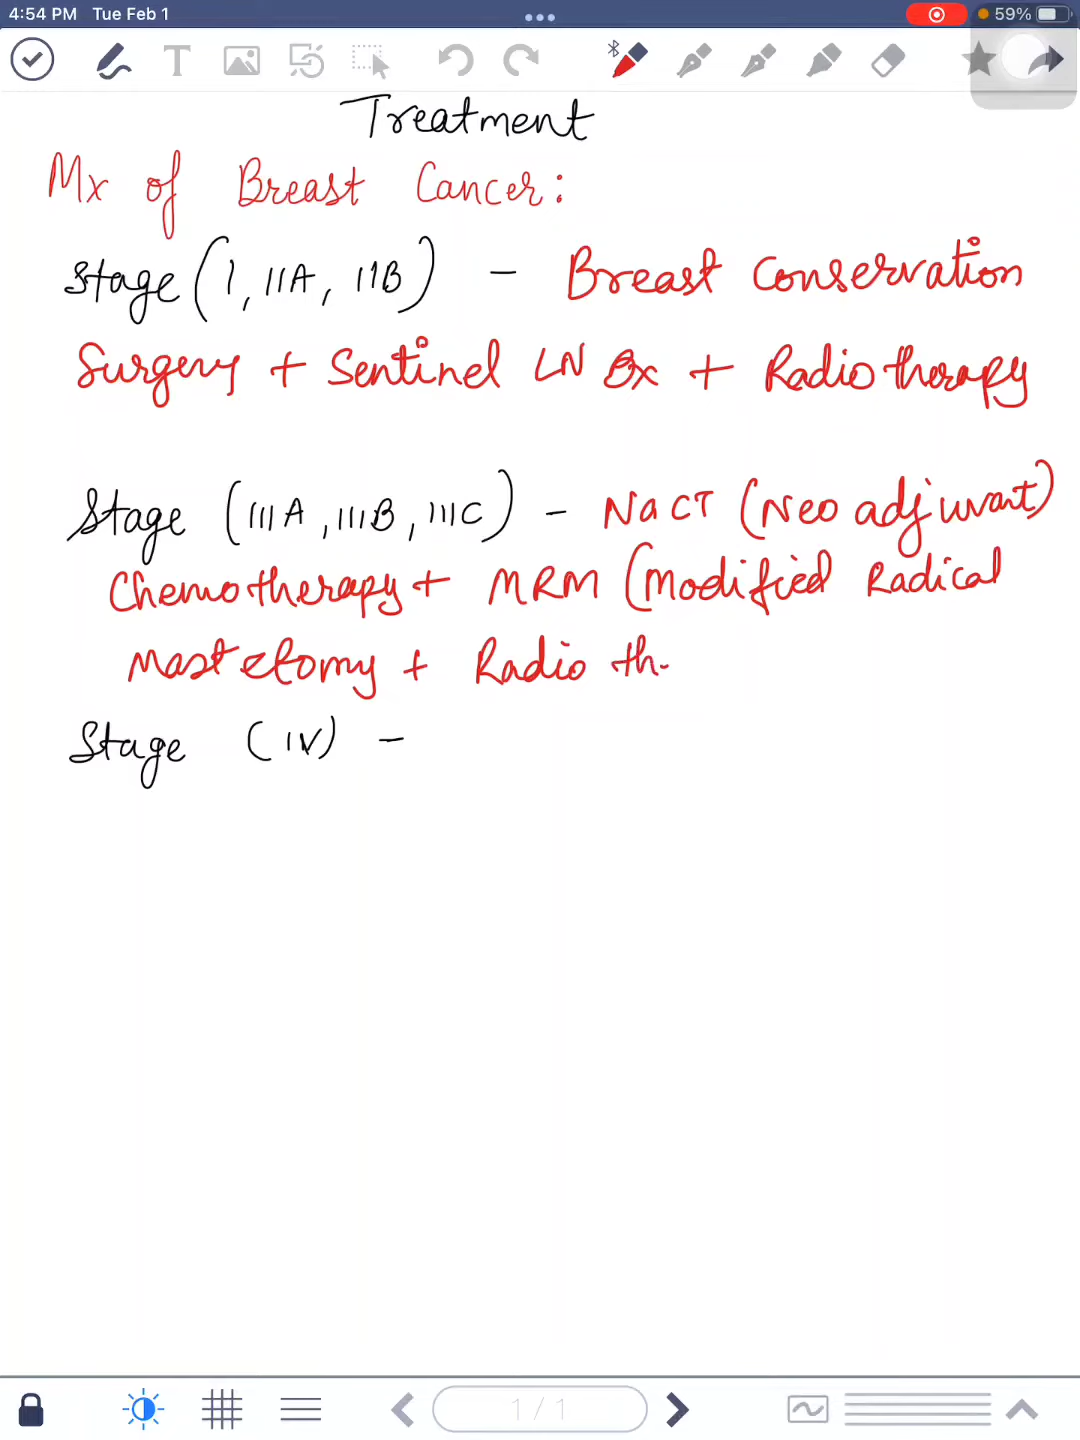 4:54 PM Tue Feb 1 59%
T
Treatment
Mx of Breast Cancer:
Stage (I, IIA, IIB) - Breast Conservation
Surgery + Sentinel LN Bx + Radiotherapy
Stage (IIIA, IIIB, IIIC) - NACT (Neo adjuvant)
Chemotherapy + MRM (Modified Radical
Mastectomy + Radio th
Stage (IV) -
1 / 1